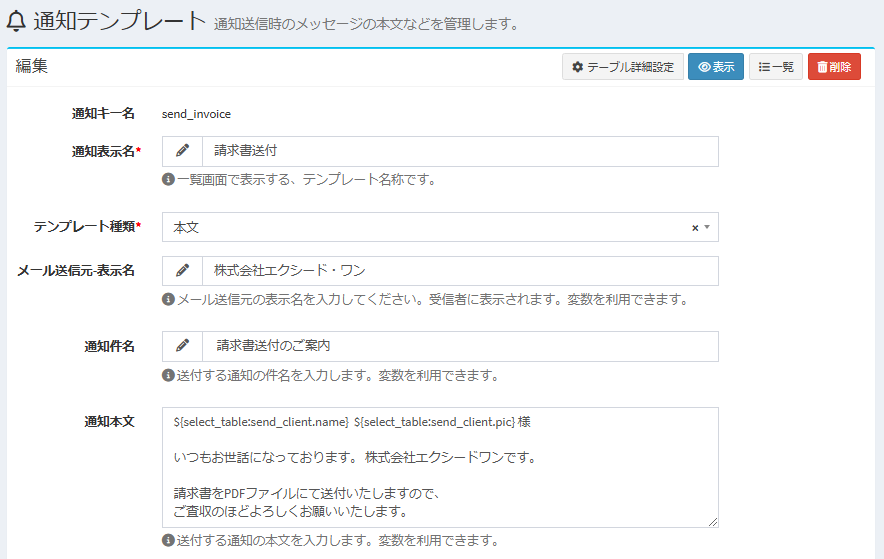 通知テンプレート 通知送信時のメッセージの本文などを管理します。
編集 テーブル詳細設定 表示 一覧 削除
通知キー名 send_invoice
通知表示名* 請求書送付
一覧画面で表示する、テンプレート名称です。
テンプレート種類* 本文 ×
メール送信元-表示名 株式会社エクシード・ワン
メール送信元の表示名を入力してください。受信者に表示されます。変数を利用できます。
通知件名 請求書送付のご案内
送付する通知の件名を入力します。変数を利用できます。
通知本文 ${select_table:send_client.name} ${select_table:send_client.pic} 様
いつもお世話になっております。株式会社エクシードワンです。
請求書をPDFファイルにて送付いたしますので、
ご査収のほどよろしくお願いいたします。
送付する通知の本文を入力します。変数を利用できます。